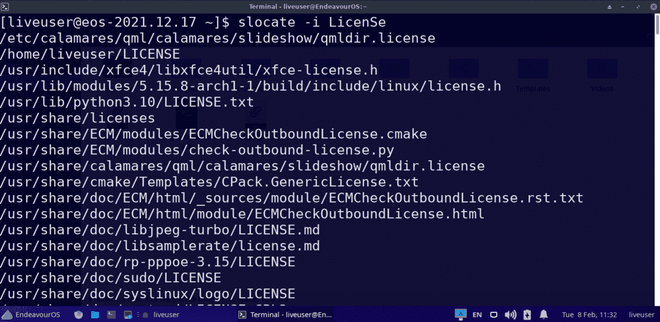 Terminal - liveuser@EndeavourOS:~
[liveuser@eos-2021.12.17 ~]$ slocate -i LicenSe
/etc/calamares/qml/calamares/slideshow/qmldir.license
/home/liveuser/LICENSE
/usr/include/xfce4/libxfce4util/xfce-license.h
/usr/lib/modules/5.15.8-arch1-1/build/include/linux/license.h
/usr/lib/python3.10/LICENSE.txt
/usr/share/licenses
/usr/share/ECM/modules/ECMCheckOutboundLicense.cmake
/usr/share/ECM/modules/check-outbound-license.py
/usr/share/calamares/qml/calamares/slideshow/qmldir.license
/usr/share/cmake/Templates/CPack.GenericLicense.txt
/usr/share/doc/ECM/html/_sources/module/ECMCheckOutboundLicense.rst.txt
/usr/share/doc/ECM/html/module/ECMCheckOutboundLicense.html
/usr/share/doc/libjpeg-turbo/LICENSE.md
/usr/share/doc/libsamplerate/license.md
/usr/share/doc/rp-pppoe-3.15/LICENSE
/usr/share/doc/sudo/LICENSE
/usr/share/doc/syslinux/logo/LICENSE
EndeavourOS liveuser Terminal - liveuser@En... EN Tue 8 Feb, 11:32 liveuser